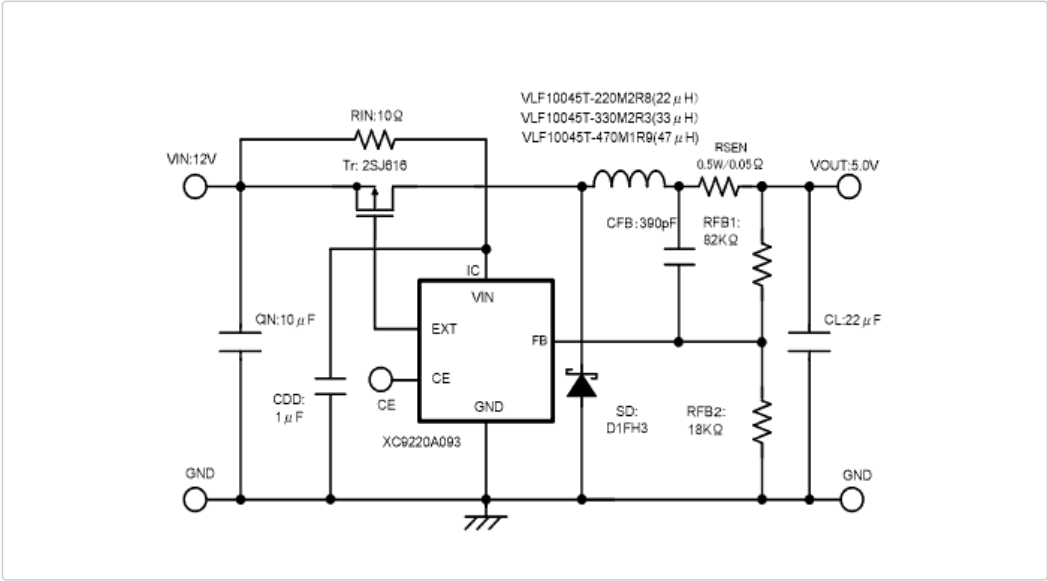 VLF10045T-220M2R8(22μH)
VLF10045T-330M2R3(33μH)
VLF10045T-470M1R9(47μH)
RIN:10Ω
Tr: 2SJ616
VIN:12V
RSEN
0.5W/0.05Ω
VOUT:5.0V
CFB:390pF
RFB1:
82KΩ
IC
VIN
EXT
FB
CE
GND
CIN:10μF
CL:22μF
CDD:
1μF
CE
XC9220A093
SD:
D1FH3
RFB2:
18KΩ
GND
GND